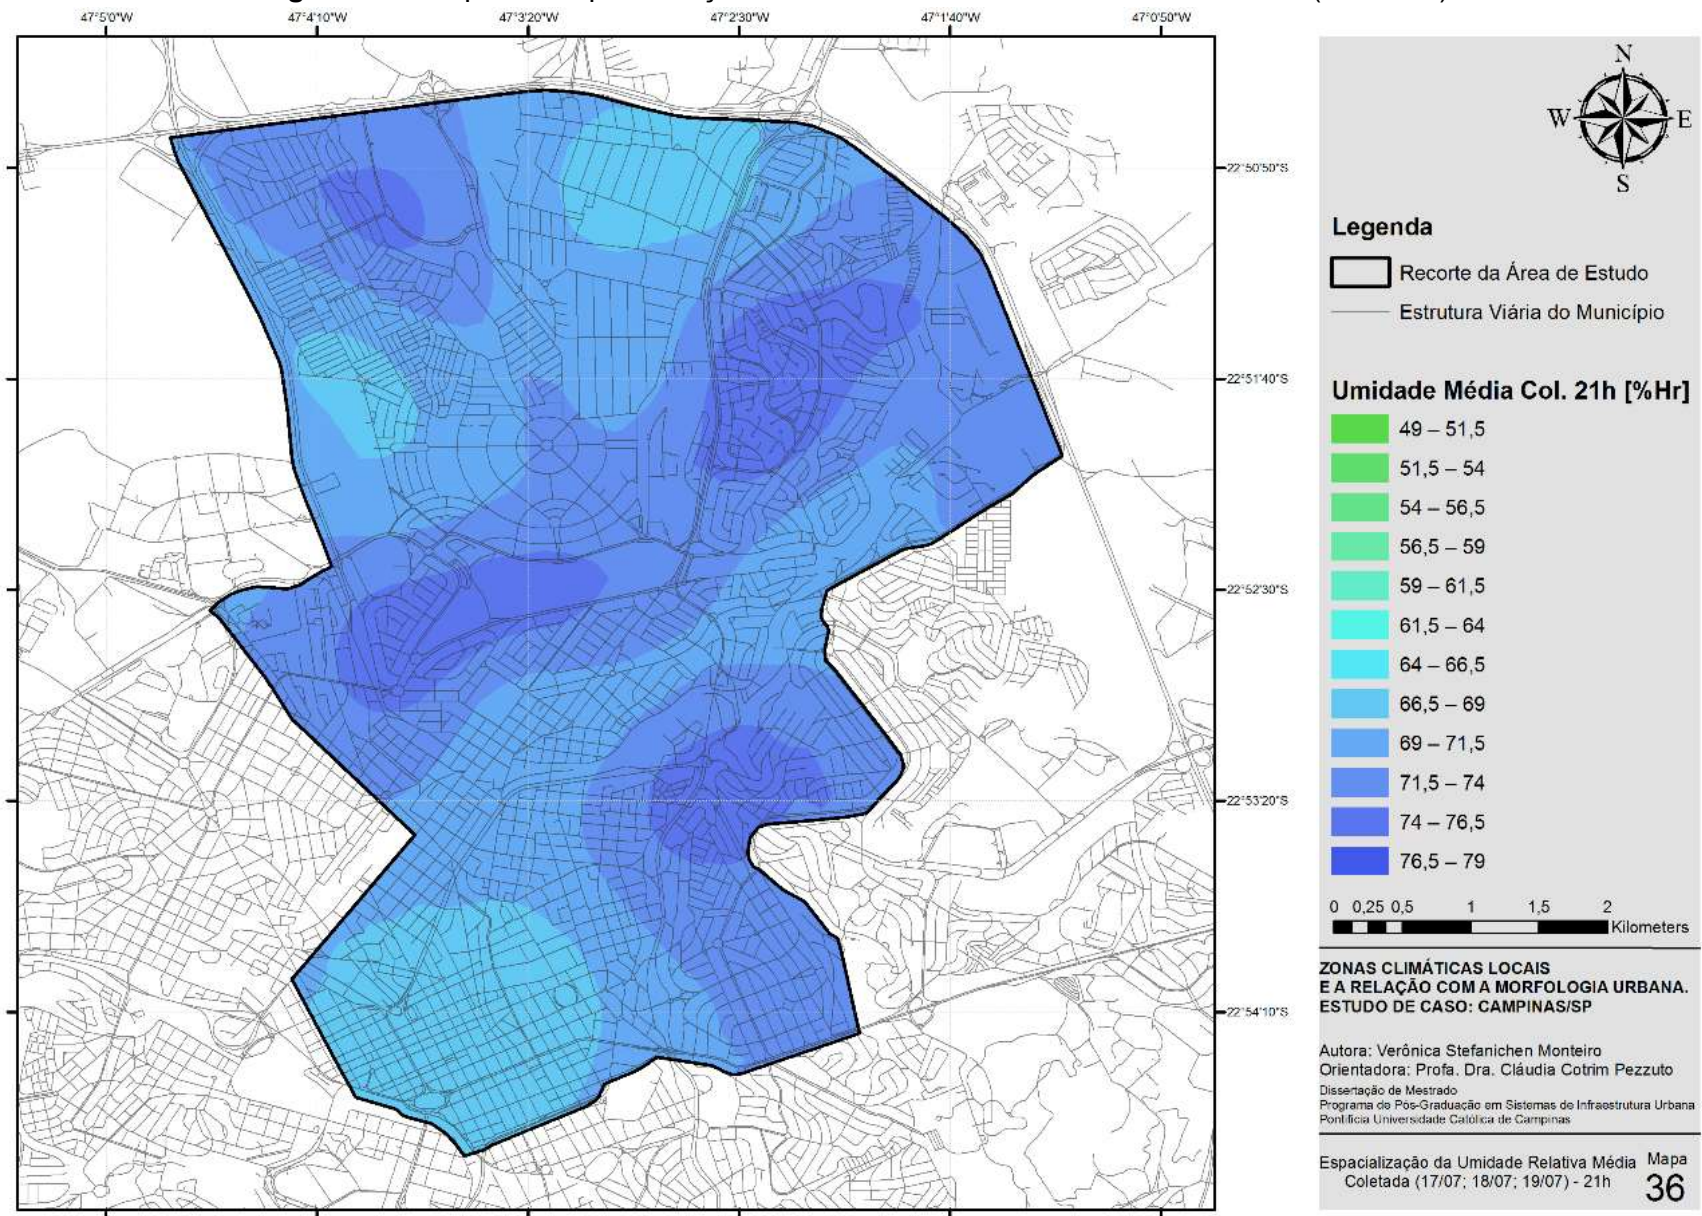 47°5'0"W 47°4'10"W 47°3'20"W 47°2'30"W 47°1'40"W 47°0'50"W
22°50'50"S
22°51'40"S
22°52'30"S
22°53'20"S
22°54'10"S
N
W E
S
Legenda
Recorte da Área de Estudo
Estrutura Viária do Município
Umidade Média Col. 21h [%Hr]
49 – 51,5
51,5 – 54
54 – 56,5
56,5 – 59
59 – 61,5
61,5 – 64
64 – 66,5
66,5 – 69
69 – 71,5
71,5 – 74
74 – 76,5
76,5 – 79
0 0,25 0,5 1 1,5 2
Kilometers
ZONAS CLIMÁTICAS LOCAIS
E A RELAÇÃO COM A MORFOLOGIA URBANA.
ESTUDO DE CASO: CAMPINAS/SP
Autora: Verônica Stefanichen Monteiro
Orientadora: Profa. Dra. Cláudia Cotrim Pezzuto
Dissertação de Mestrado
Programa de Pós-Graduação em Sistemas de Infraestrutura Urbana
Pontifícia Universidade Católica de Campinas
Espacialização da Umidade Relativa Média
Coletada (17/07; 18/07; 19/07) - 21h
Mapa
36